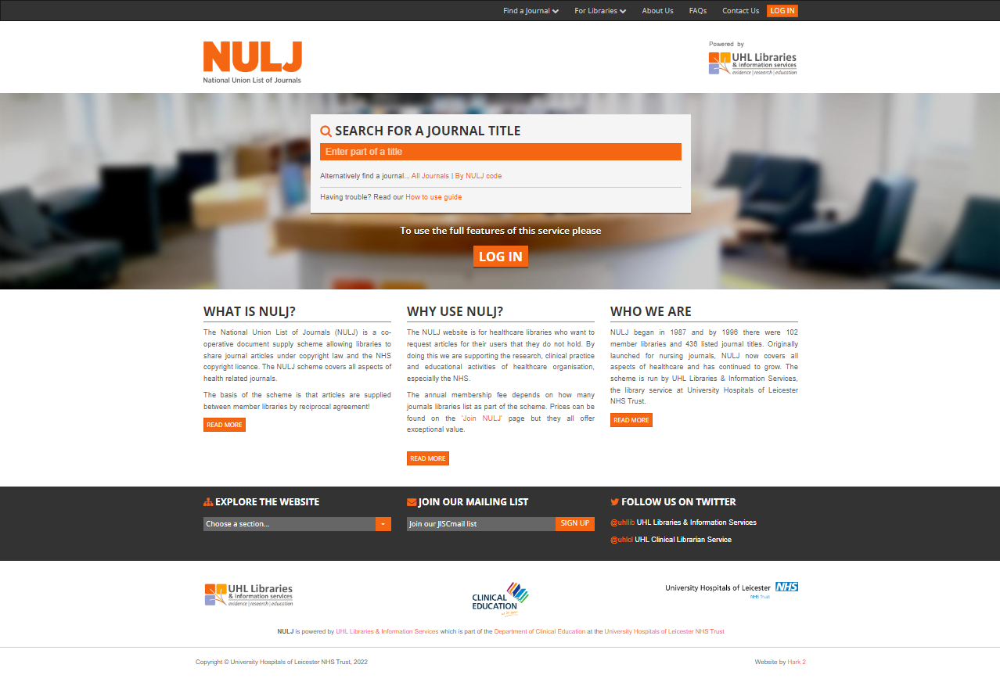 Find a Journal For Libraries About Us FAQs Contact Us LOG IN
NULJ
National Union List of Journals
Powered by
UHL Libraries
& information services
evidence | research | education
SEARCH FOR A JOURNAL TITLE
Enter part of a title
Alternatively find a journal... All Journals | By NULJ code
Having trouble? Read our How to use guide
To use the full features of this service please
LOG IN
WHAT IS NULJ?
The National Union List of Journals (NULJ) is a co-
operative document supply scheme allowing libraries to
share journal articles under copyright law and the NHS
copyright licence. The NULJ scheme covers all aspects of
health related journals.
The basis of the scheme is that articles are supplied
between member libraries by reciprocal agreement!
READ MORE
WHY USE NULJ?
The NULJ website is for healthcare libraries who want to
request articles for their users that they do not hold. By
doing this we are supporting the research, clinical practice
and educational activities of healthcare organisation,
especially the NHS.
The annual membership fee depends on how many
journals libraries list as part of the scheme. Prices can be
found on the 'Join NULJ' page but they all offer
exceptional value.
READ MORE
WHO WE ARE
NULJ began in 1987 and by 1996 there were 102
member libraries and 436 listed journal titles. Originally
launched for nursing journals, NULJ now covers all
aspects of healthcare and has continued to grow. The
scheme is run by UHL Libraries & Information Services,
the library service at University Hospitals of Leicester
NHS Trust.
READ MORE
EXPLORE THE WEBSITE
Choose a section...
JOIN OUR MAILING LIST
Join our JISCmail list SIGN UP
FOLLOW US ON TWITTER
@uhllib UHL Libraries & Information Services
@uhlcl UHL Clinical Librarian Service
UHL Libraries
& information services
evidence | research | education
CLINICAL
EDUCATION
University Hospitals of Leicester NHS
NHS Trust
NULJ is powered by UHL Libraries & Information Services which is part of the Department of Clinical Education at the University Hospitals of Leicester NHS Trust
Copyright © University Hospitals of Leicester NHS Trust, 2022
Website by Hark 2